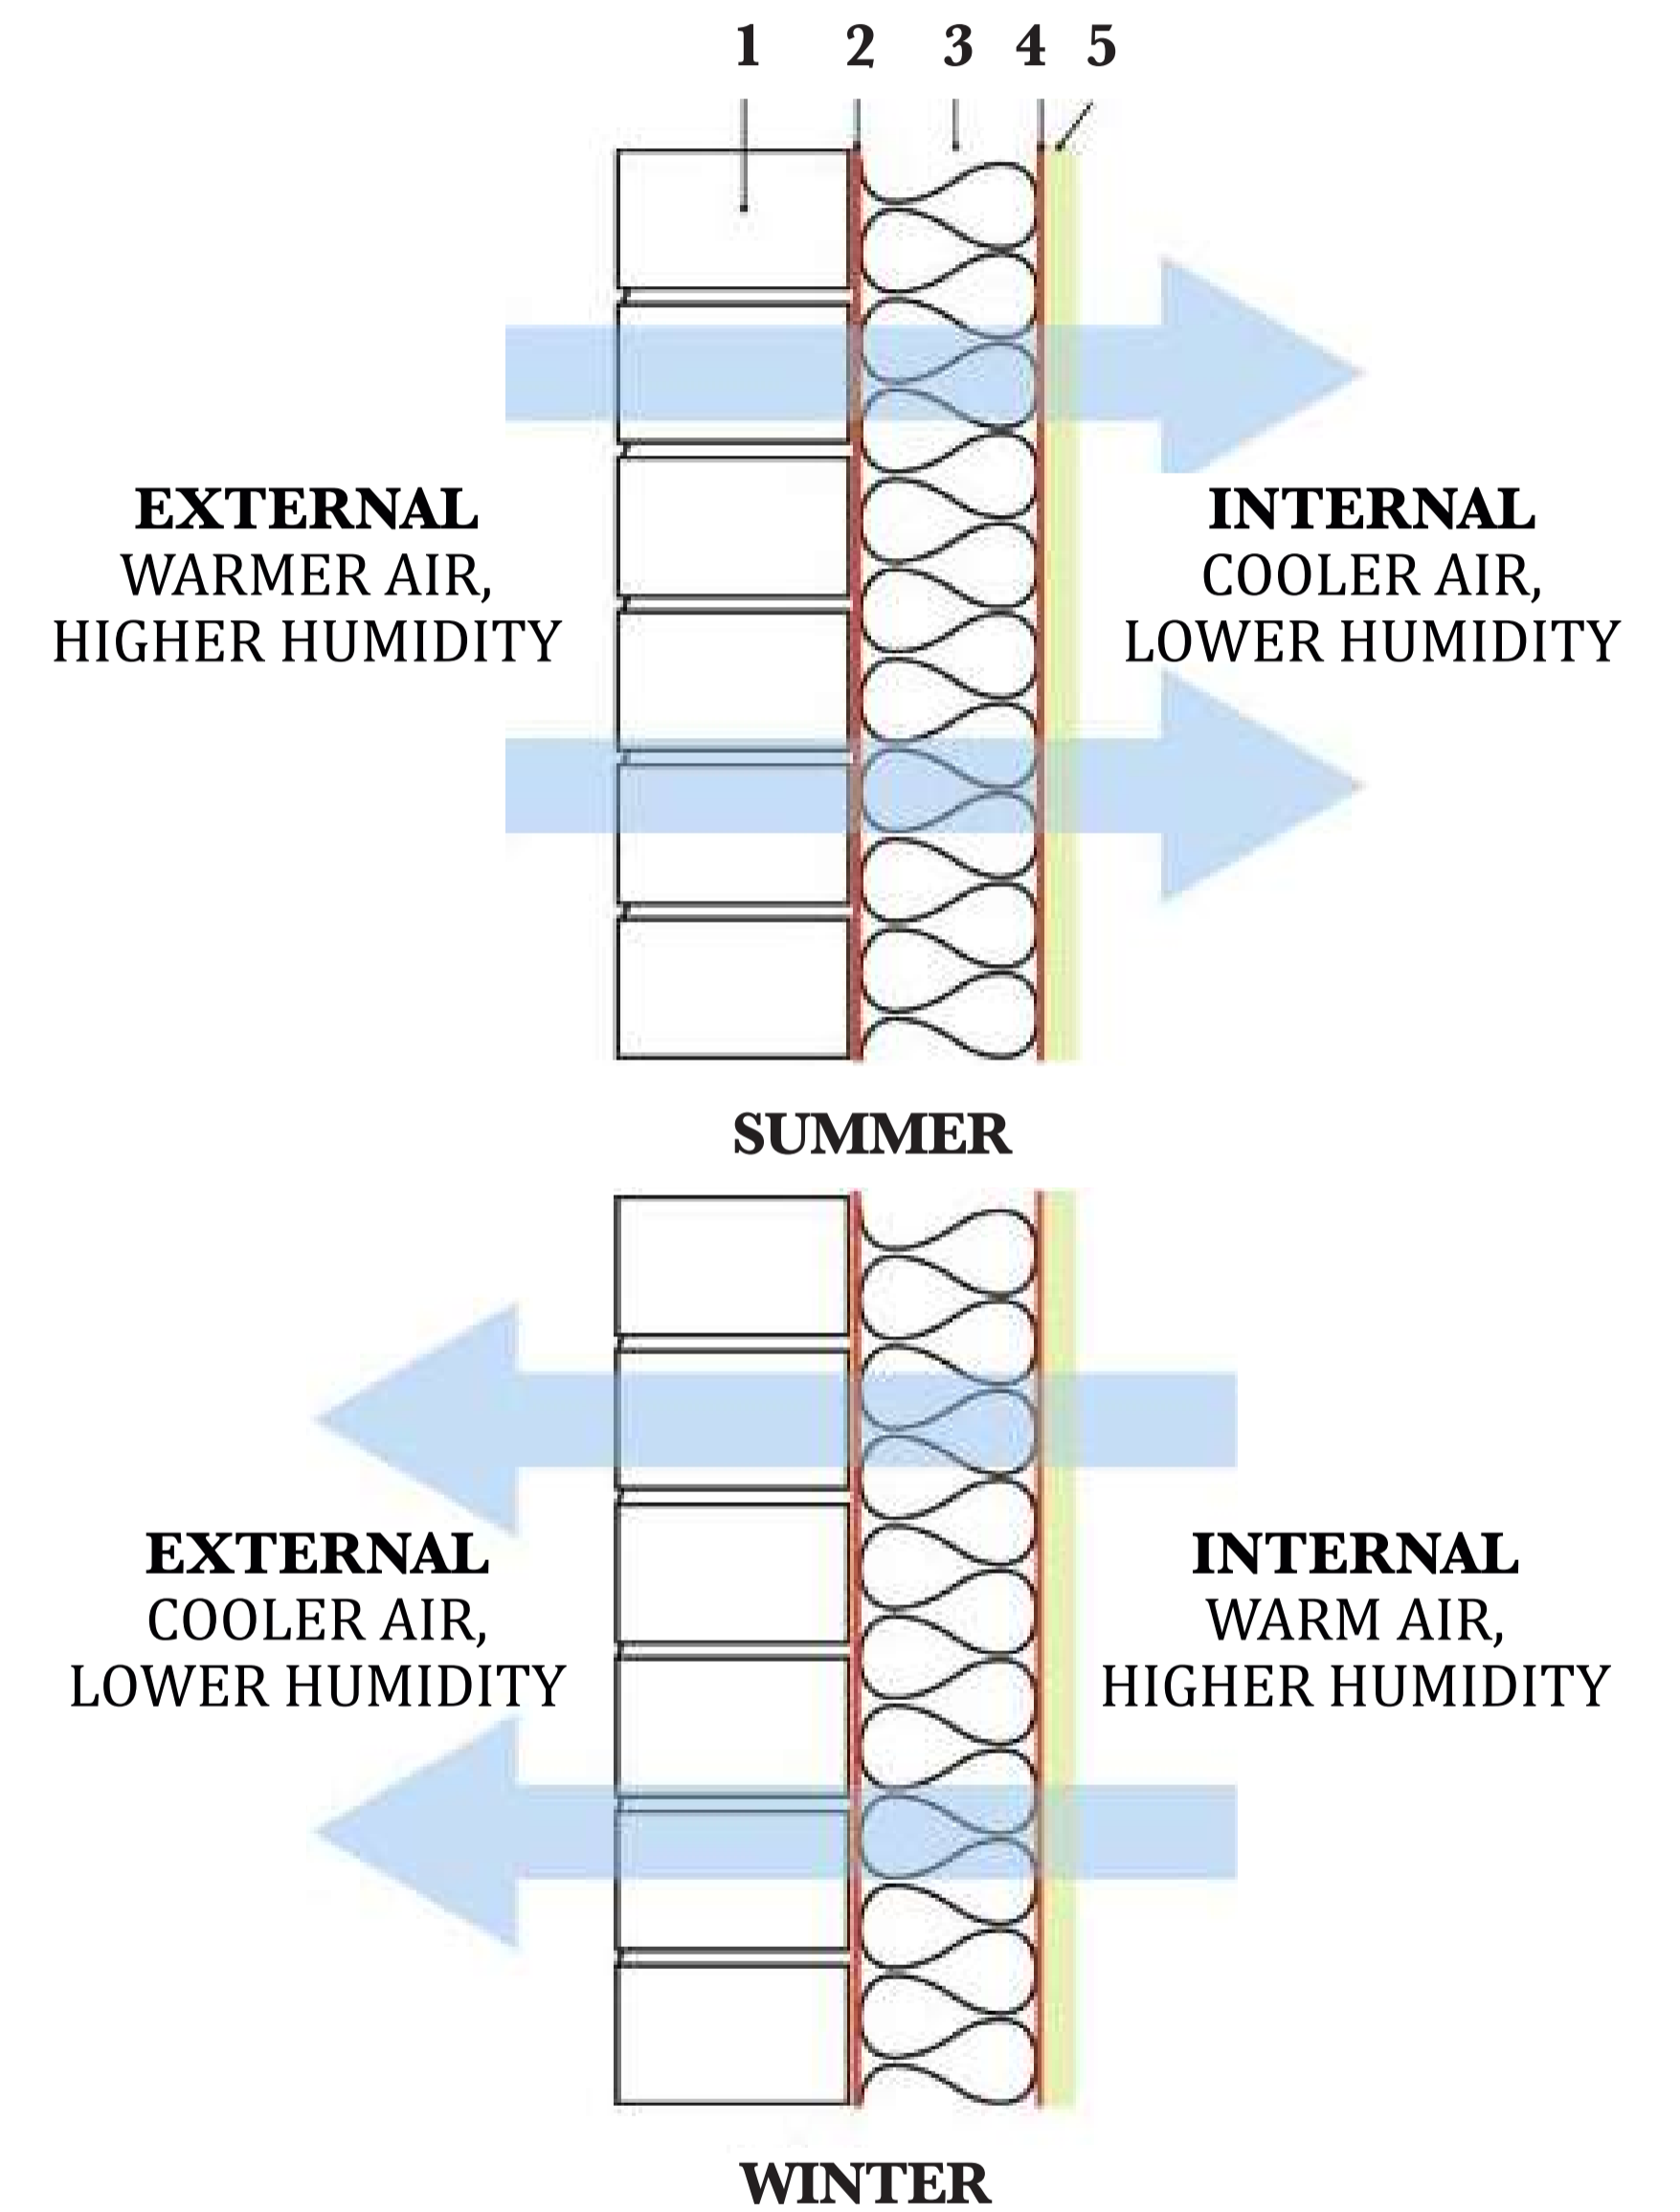 1 2 3 4 5
EXTERNAL
WARMER AIR,
HIGHER HUMIDITY
INTERNAL
COOLER AIR,
LOWER HUMIDITY
SUMMER
EXTERNAL
COOLER AIR,
LOWER HUMIDITY
INTERNAL
WARM AIR,
HIGHER HUMIDITY
WINTER